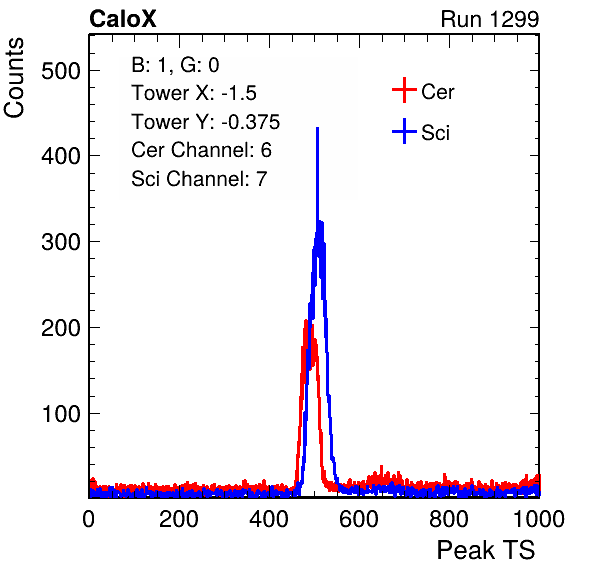 CaloX Run 1299
Counts
B: 1, G: 0
Tower X: -1.5
Tower Y: -0.375
Cer Channel: 6
Sci Channel: 7
Cer
Sci
500
400
300
200
100
0 200 400 600 800 1000
Peak TS